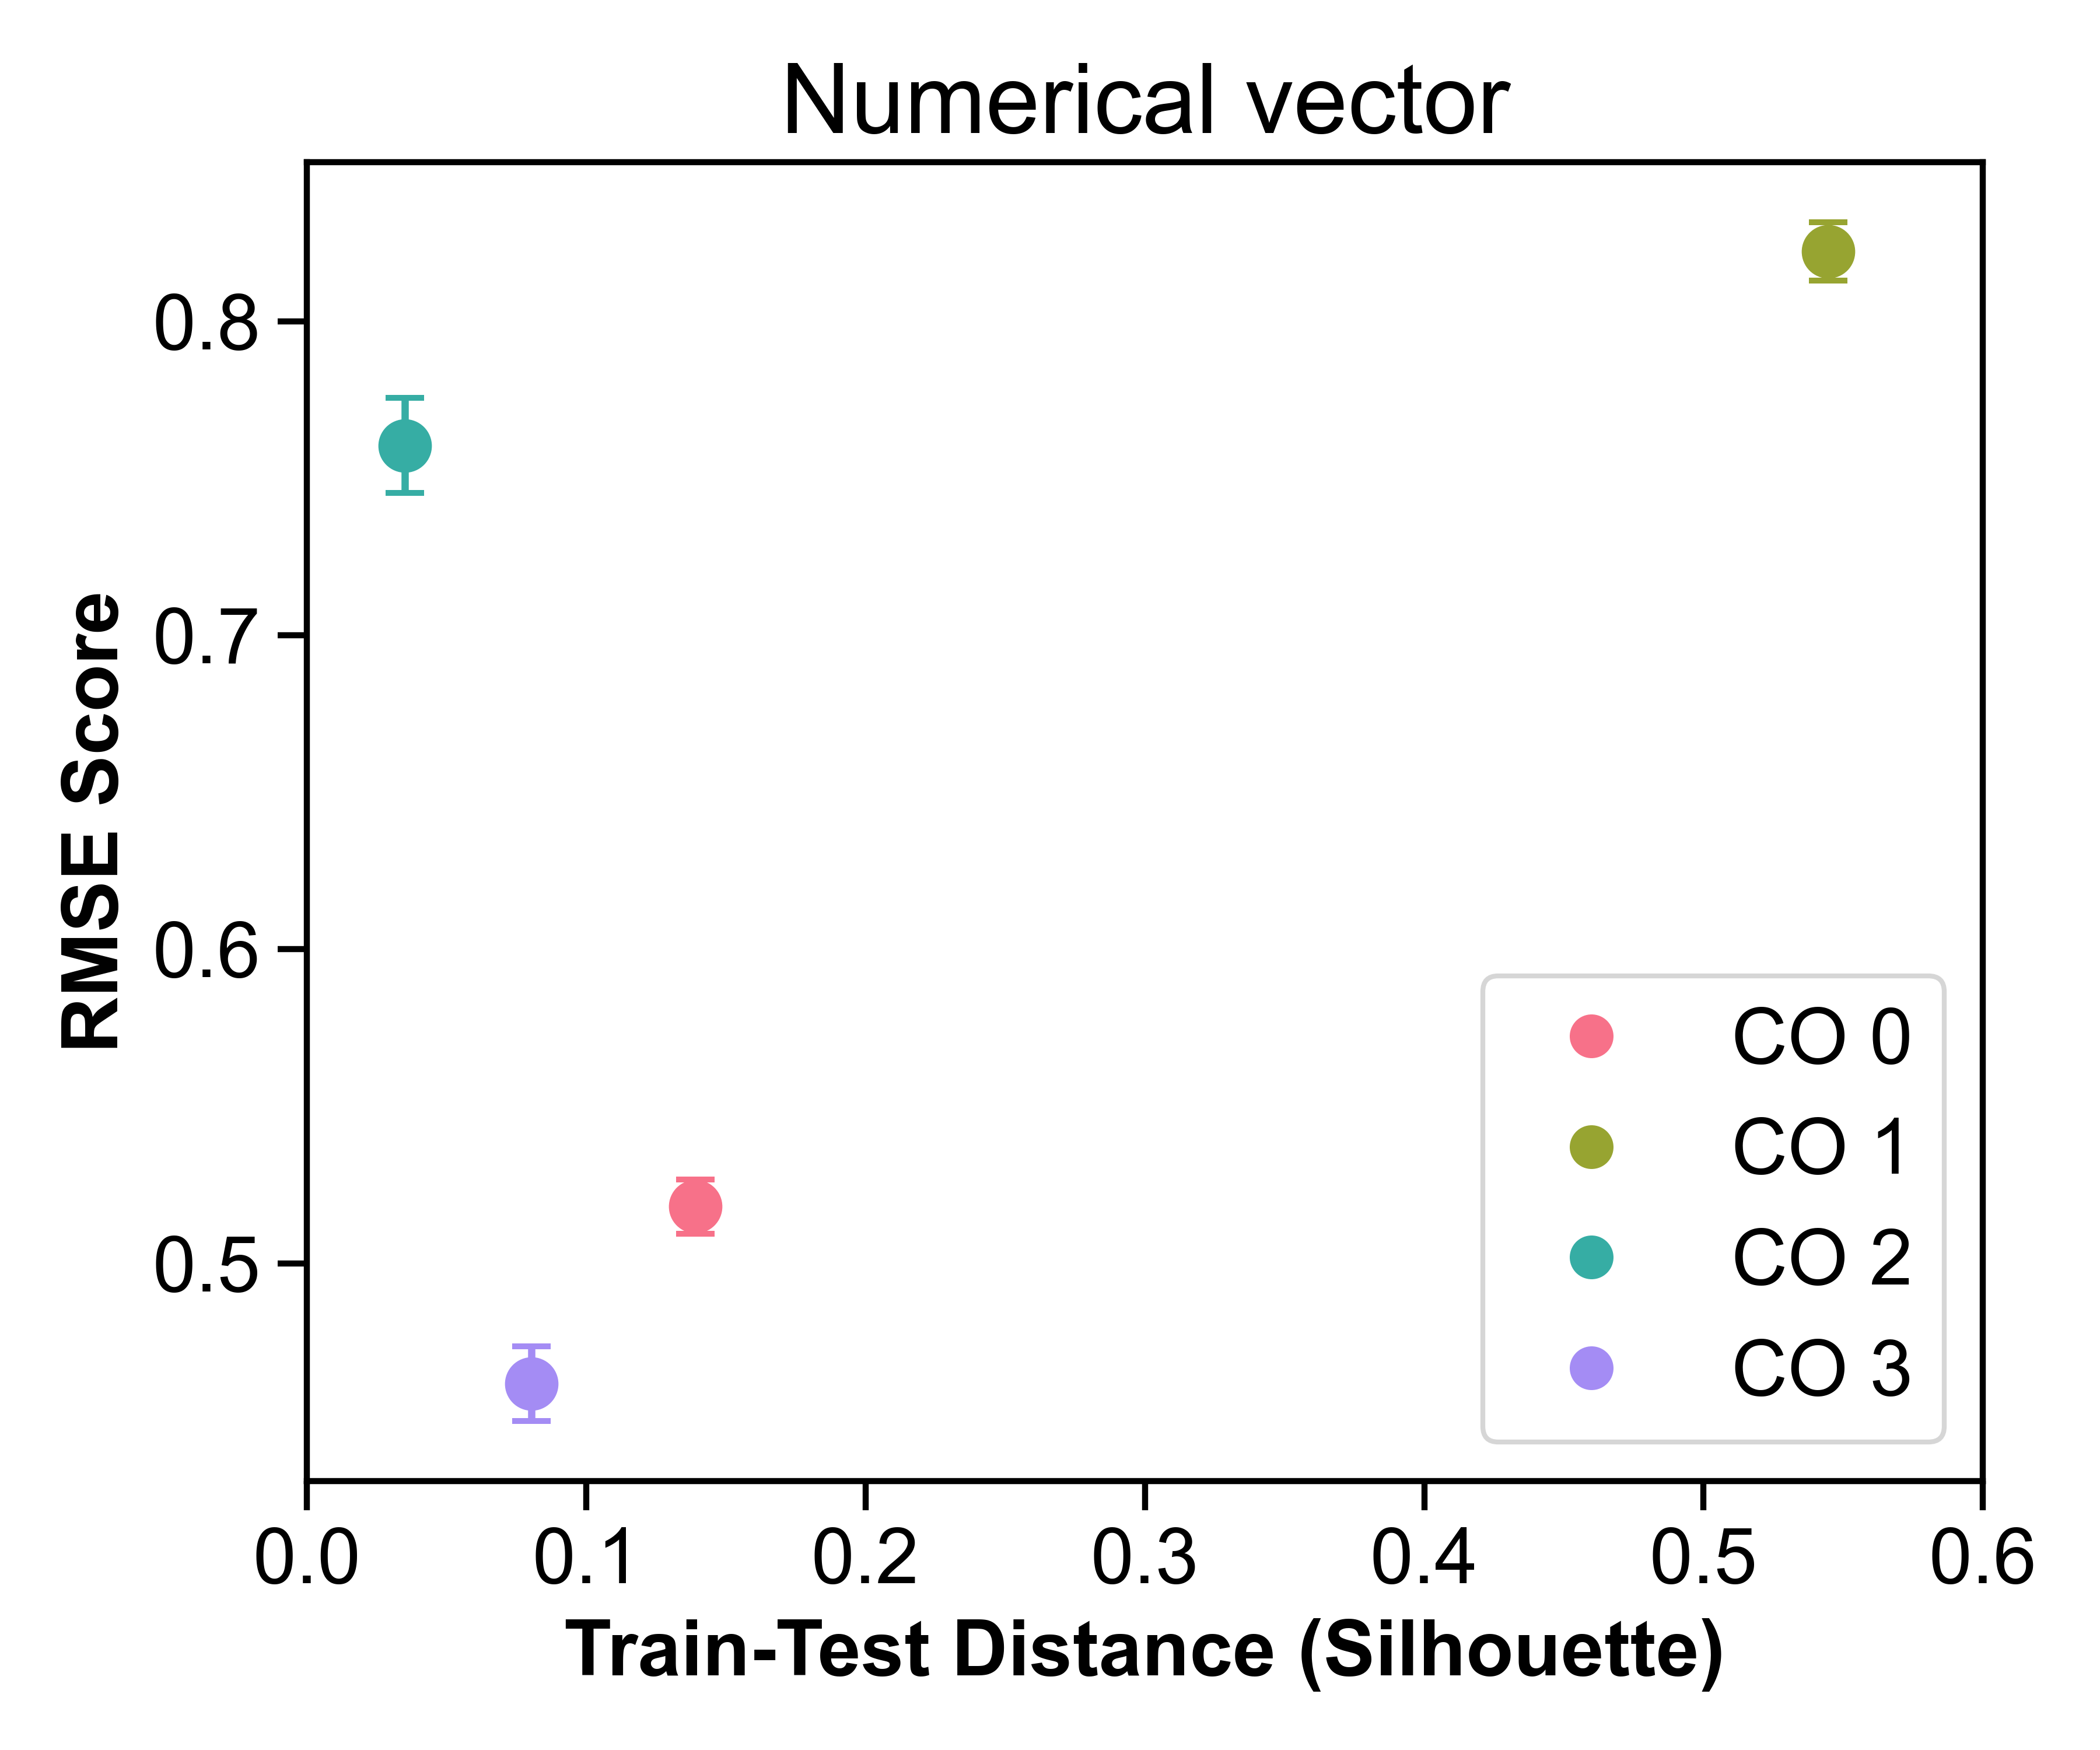 Numerical vector
RMSE Score
0.8
0.7
0.6
0.5
CO 0
CO 1
CO 2
CO 3
0.0 0.1 0.2 0.3 0.4 0.5 0.6
Train-Test Distance (Silhouette)